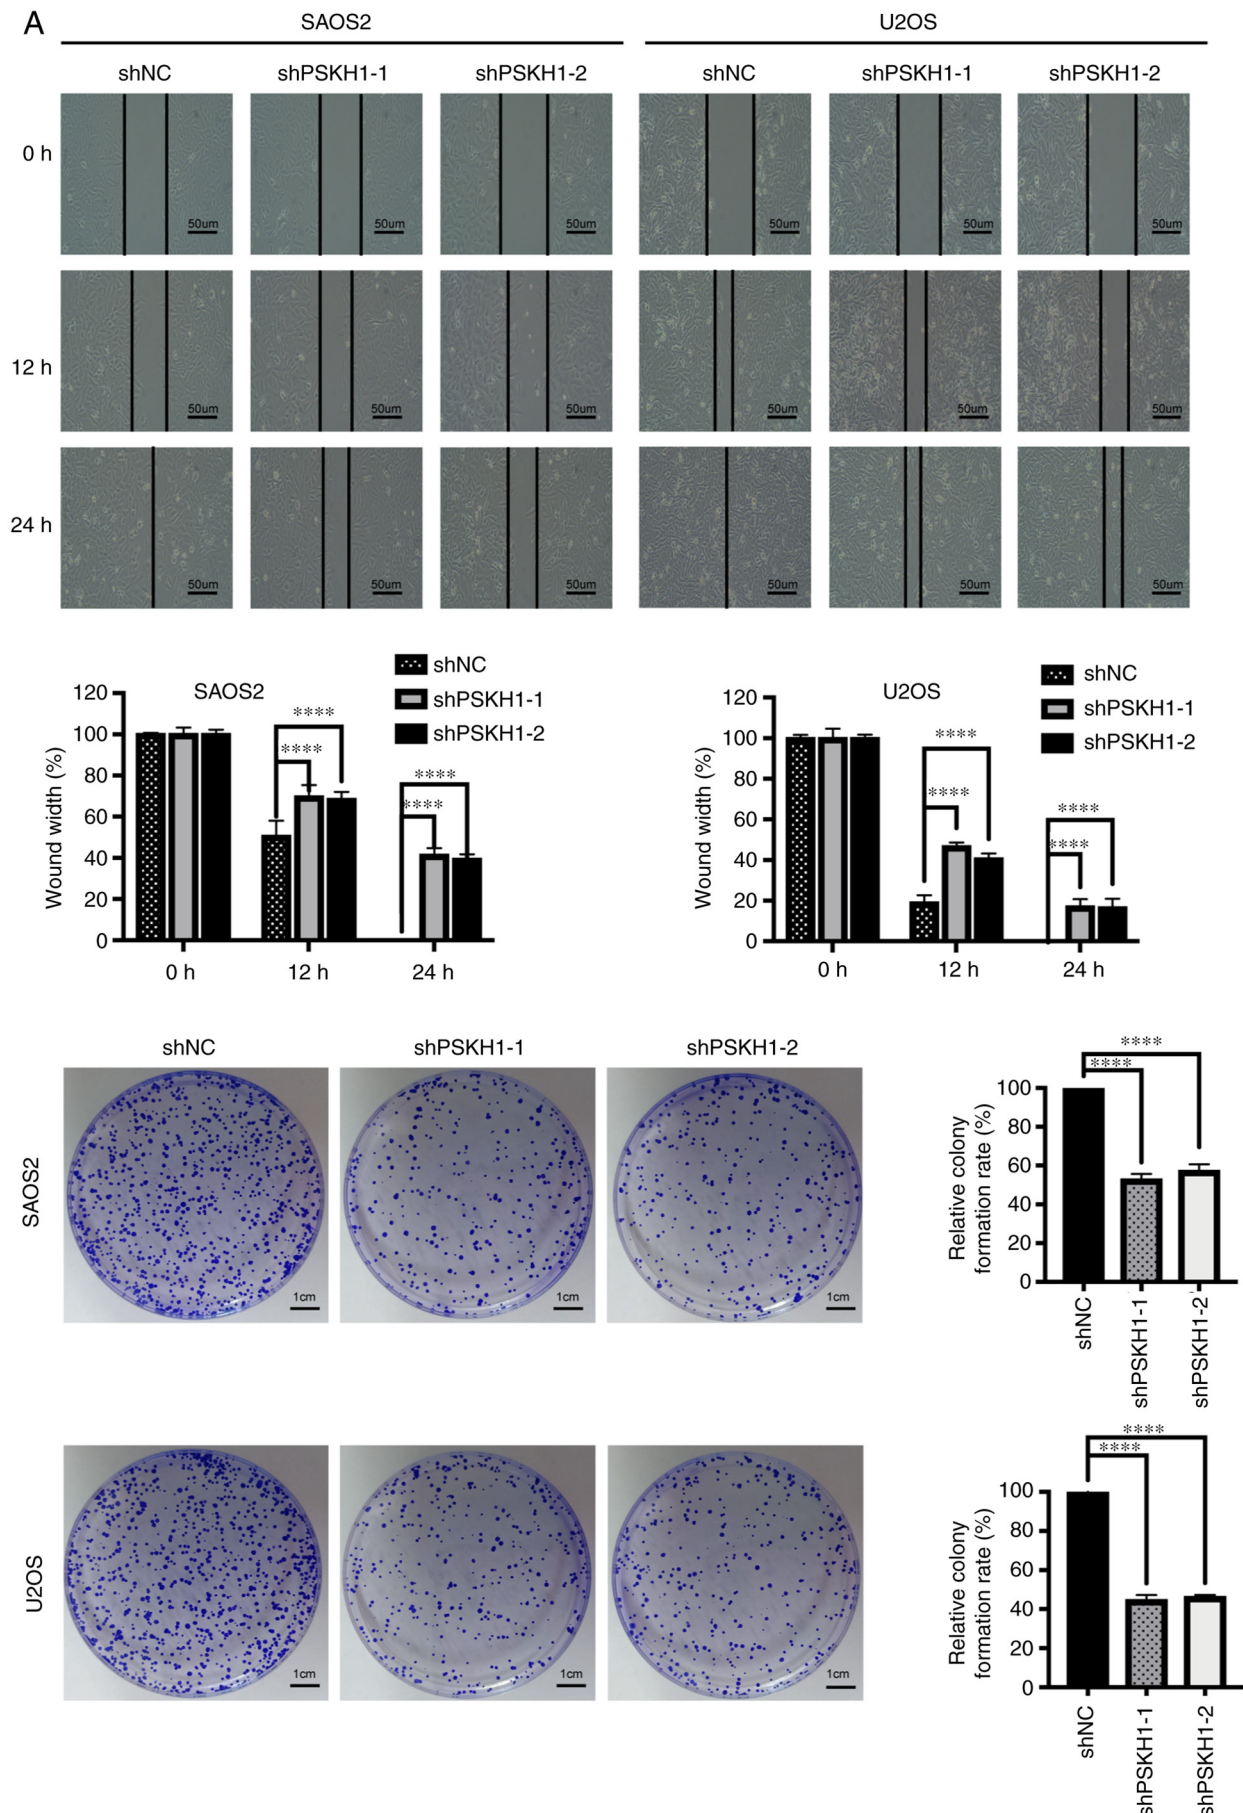 A
SAOS2 U2OS
shNC shPSKH1-1 shPSKH1-2 shNC shPSKH1-1 shPSKH1-2
0 h
50um 50um 50um 50um 50um 50um
12 h
50um 50um 50um 50um 50um 50um
24 h
50um 50um 50um 50um 50um 50um
SAOS2
shNC
shPSKH1-1
shPSKH1-2
Wound width (%)
120
100
80
60
40
20
0
****
****
****
****
0 h 12 h 24 h
U2OS
shNC
shPSKH1-1
shPSKH1-2
Wound width (%)
120
100
80
60
40
20
0
****
****
****
****
0 h 12 h 24 h
shNC shPSKH1-1 shPSKH1-2
SAOS2
1cm 1cm 1cm
Relative colony
formation rate (%)
100
80
60
40
20
0
****
****
shNC
shPSKH1-1
shPSKH1-2
U2OS
1cm 1cm 1cm
Relative colony
formation rate (%)
100
80
60
40
20
0
****
****
shNC
shPSKH1-1
shPSKH1-2